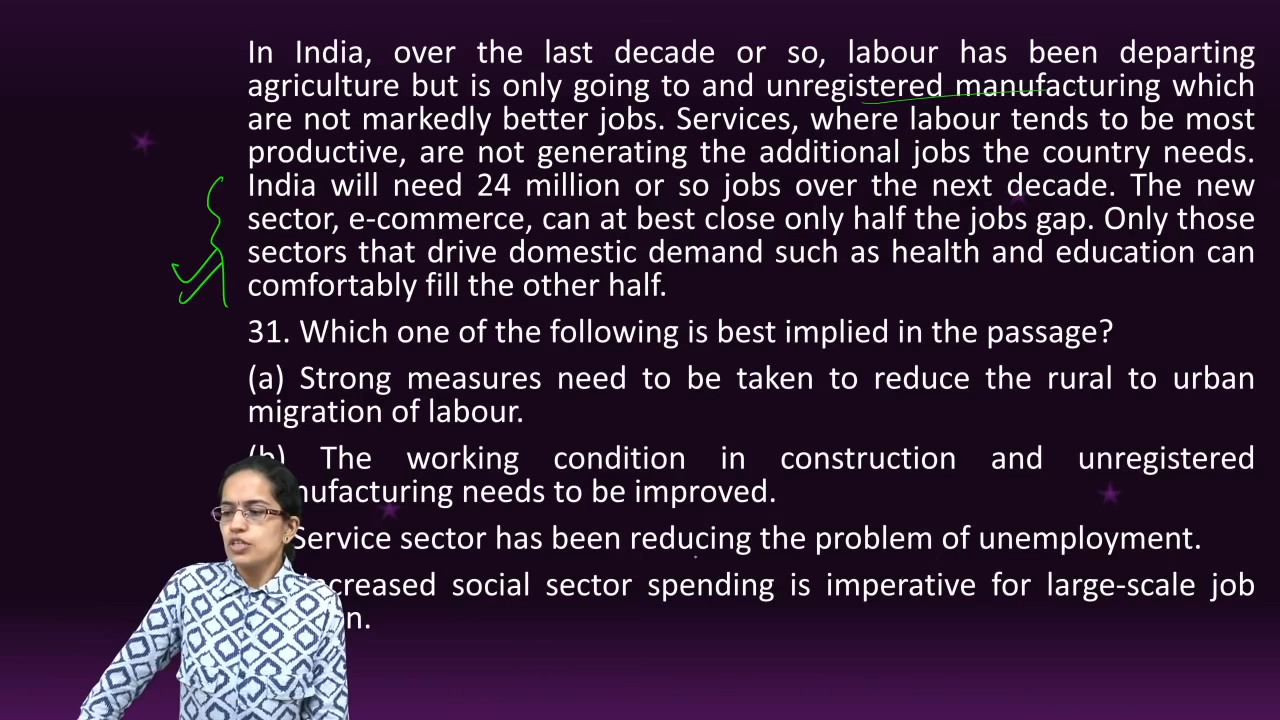 In India, over the last decade or so, labour has been departing
agriculture but is only going to and unregistered manufacturing which
are not markedly better jobs. Services, where labour tends to be most
productive, are not generating the additional jobs the country needs.
India will need 24 million or so jobs over the next decade. The new
sector, e-commerce, can at best close only half the jobs gap. Only those
sectors that drive domestic demand such as health and education can
comfortably fill the other half.
31. Which one of the following is best implied in the passage?
(a) Strong measures need to be taken to reduce the rural to urban
migration of labour.
(b) The working condition in construction and unregistered
needs to be improved.
Service sector has been reducing the problem of unemployment.
social sector spending is imperative for large-scale job